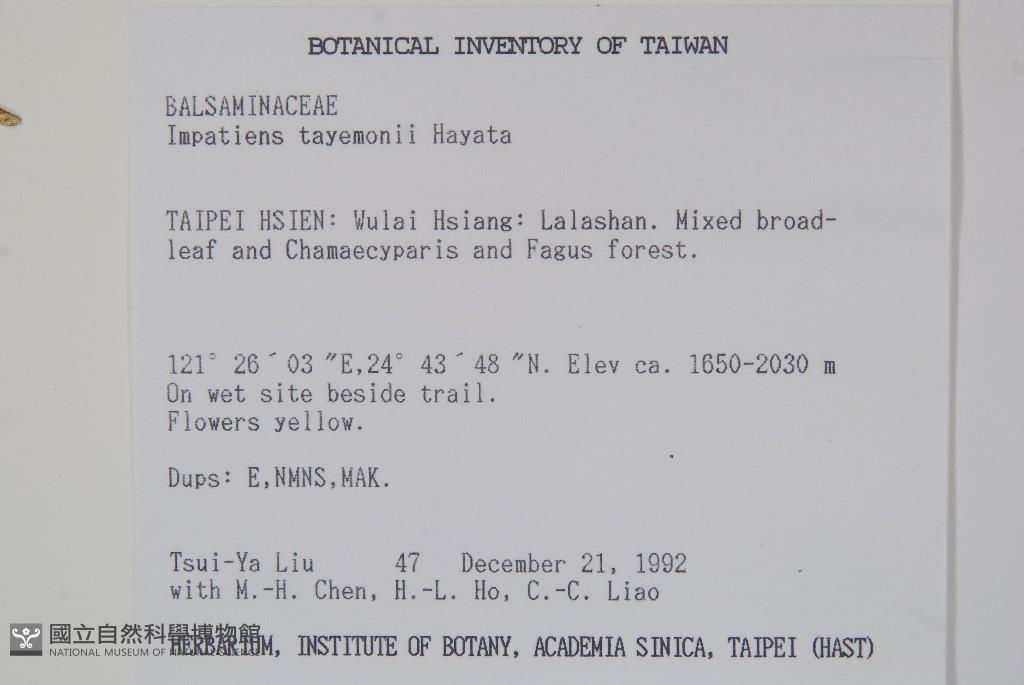 BOTANICAL INVENTORY OF TAIWAN
BALSAMINACEAE
Impatiens tayemonii Hayata
TAIPEI HSIEN: Wulai Hsiang: Lalashan. Mixed broad-
leaf and Chamaecyparis and Fagus forest.
121° 26´03 ″E,24° 43´48 ″N. Elev ca. 1650-2030 m
On wet site beside trail.
Flowers yellow.
Dups: E,NMNS,MAK.
Tsui-Ya Liu 47 December 21, 1992
with M.-H. Chen, H.-L. Ho, C.-C. Liao
HERBARIUM, INSTITUTE OF BOTANY, ACADEMIA SINICA, TAIPEI (HAST)
國立自然科學博物館
NATIONAL MUSEUM OF NATURAL SCIENCE